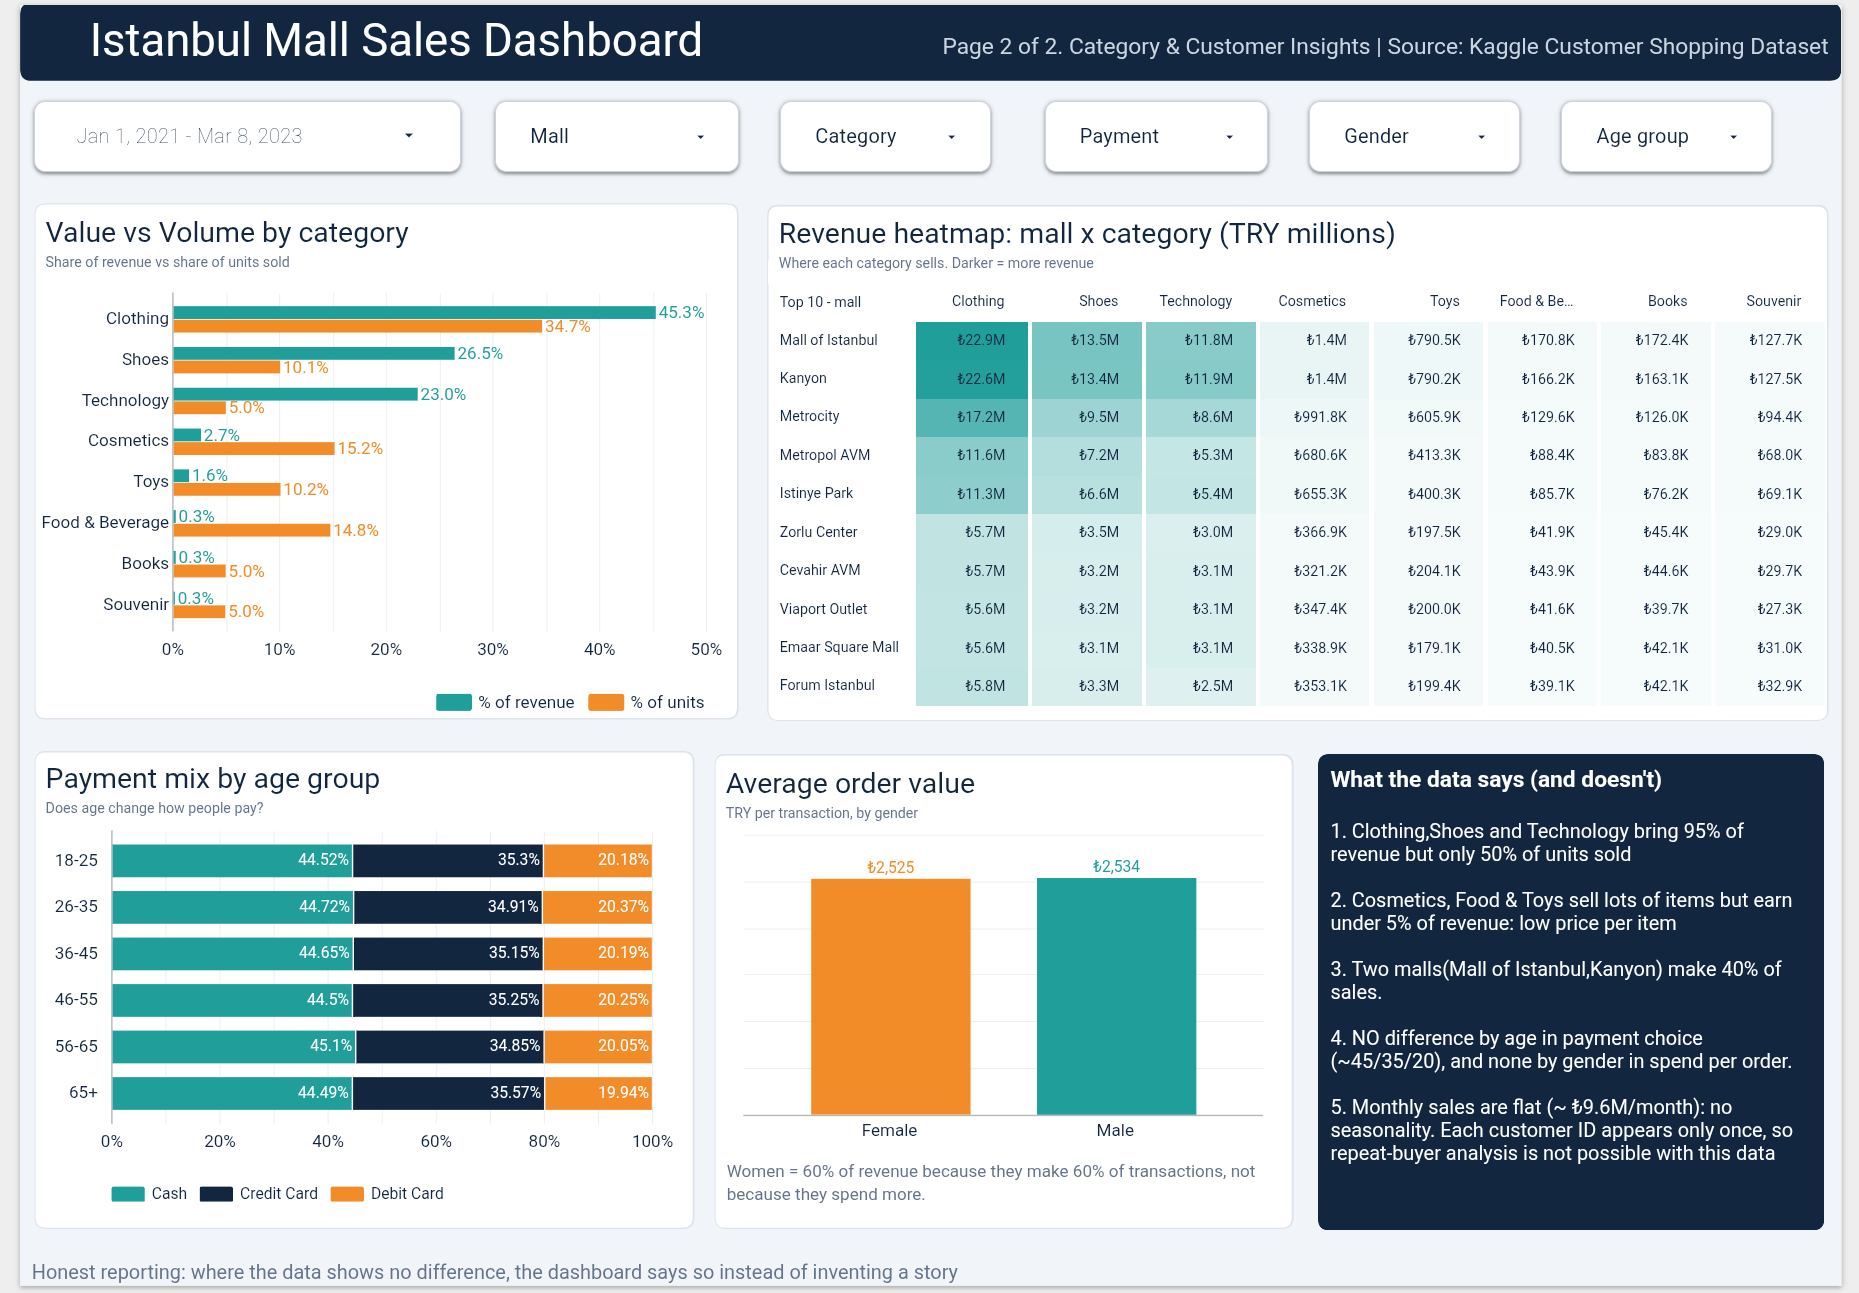 Istanbul Mall Sales Dashboard
Page 2 of 2. Category & Customer Insights | Source: Kaggle Customer Shopping Dataset
Jan 1, 2021 - Mar 8, 2023
Mall
Category
Payment
Gender
Age group
Value vs Volume by category
Share of revenue vs share of units sold
Clothing 45.3% 34.7%
Shoes 26.5% 10.1%
Technology 23.0% 5.0%
Cosmetics 2.7% 15.2%
Toys 1.6% 10.2%
Food & Beverage 0.3% 14.8%
Books 0.3% 5.0%
Souvenir 0.3% 5.0%
0% 10% 20% 30% 40% 50%
% of revenue % of units
Revenue heatmap: mall x category (TRY millions)
Where each category sells. Darker = more revenue
Top 10 - mall Clothing Shoes Technology Cosmetics Toys Food & Be... Books Souvenir
Mall of Istanbul ₺22.9M ₺13.5M ₺11.8M ₺1.4M ₺790.5K ₺170.8K ₺172.4K ₺127.7K
Kanyon ₺22.6M ₺13.4M ₺11.9M ₺1.4M ₺790.2K ₺166.2K ₺163.1K ₺127.5K
Metrocity ₺17.2M ₺9.5M ₺8.6M ₺991.8K ₺605.9K ₺129.6K ₺126.0K ₺94.4K
Metropol AVM ₺11.6M ₺7.2M ₺5.3M ₺680.6K ₺413.3K ₺88.4K ₺83.8K ₺68.0K
Istinye Park ₺11.3M ₺6.6M ₺5.4M ₺655.3K ₺400.3K ₺85.7K ₺76.2K ₺69.1K
Zorlu Center ₺5.7M ₺3.5M ₺3.0M ₺366.9K ₺197.5K ₺41.9K ₺45.4K ₺29.0K
Cevahir AVM ₺5.7M ₺3.2M ₺3.1M ₺321.2K ₺204.1K ₺43.9K ₺44.6K ₺29.7K
Viaport Outlet ₺5.6M ₺3.2M ₺3.1M ₺347.4K ₺200.0K ₺41.6K ₺39.7K ₺27.3K
Emaar Square Mall ₺5.6M ₺3.1M ₺3.1M ₺338.9K ₺179.1K ₺40.5K ₺42.1K ₺31.0K
Forum Istanbul ₺5.8M ₺3.3M ₺2.5M ₺353.1K ₺199.4K ₺39.1K ₺42.1K ₺32.9K
Payment mix by age group
Does age change how people pay?
18-25 44.52% 35.3% 20.18%
26-35 44.72% 34.91% 20.37%
36-45 44.65% 35.15% 20.19%
46-55 44.5% 35.25% 20.25%
56-65 45.1% 34.85% 20.05%
65+ 44.49% 35.57% 19.94%
0% 20% 40% 60% 80% 100%
Cash Credit Card Debit Card
Average order value
TRY per transaction, by gender
₺2,525 ₺2,534
Female Male
Women = 60% of revenue because they make 60% of transactions, not
because they spend more.
What the data says (and doesn't)
1. Clothing,Shoes and Technology bring 95% of
revenue but only 50% of units sold
2. Cosmetics, Food & Toys sell lots of items but earn
under 5% of revenue: low price per item
3. Two malls(Mall of Istanbul,Kanyon) make 40% of
sales.
4. NO difference by age in payment choice
(~45/35/20), and none by gender in spend per order.
5. Monthly sales are flat (~ ₺9.6M/month): no
seasonality. Each customer ID appears only once, so
repeat-buyer analysis is not possible with this data
Honest reporting: where the data shows no difference, the dashboard says so instead of inventing a story